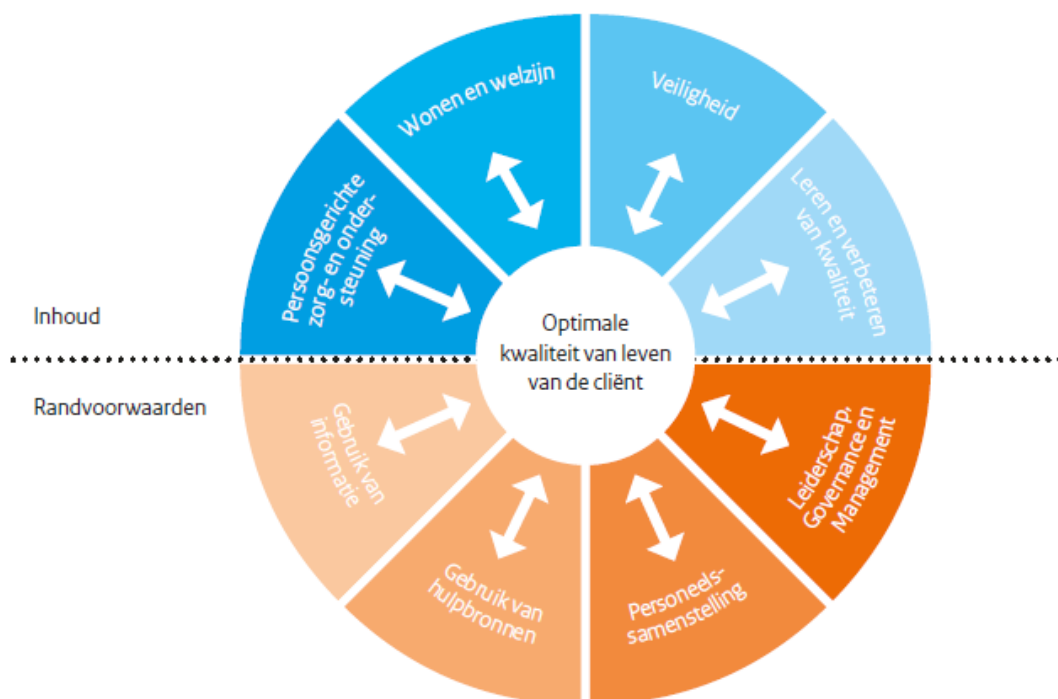 Wonen en welzijn
Veiligheid
Persoonsgerichte
zorg- en onder-
steuning
Leren en verbeteren
van kwaliteit
Inhoud
Optimale
kwaliteit van leven
van de cliënt
Randvoorwaarden
Gebruik van
informatie
Leiderschap,
Governance en
Management
Gebruik van
hulpbronnen
Personeels-
samenstelling